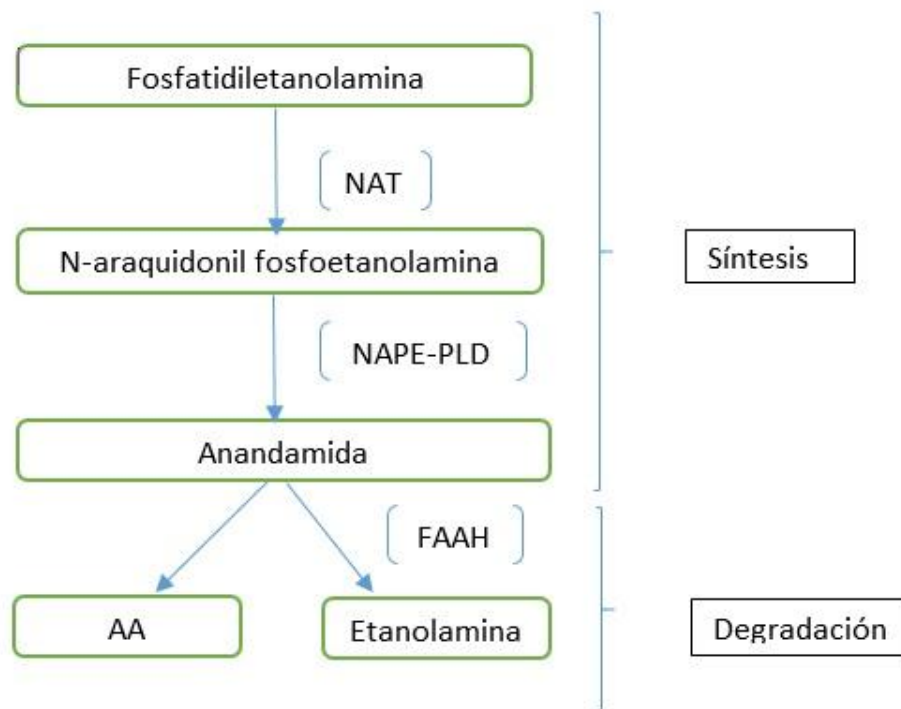 Fosfatidiletanolamina
NAT
N-araquidonil fosfoetanolamina
Síntesis
NAPE-PLD
Anandamida
FAAH
AA
Etanolamina
Degradación